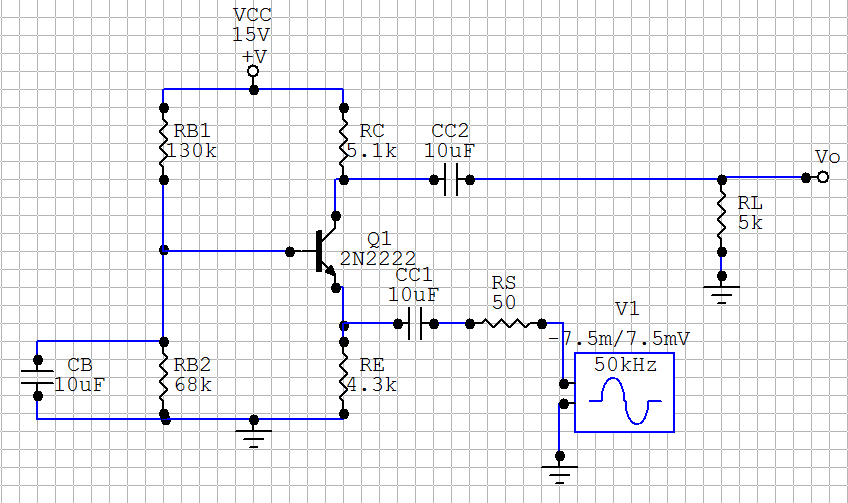 VCC
15V
+V
RB1
130k
RC
5.1k
CC2
10uF
Vo
RL
5k
Q1
2N2222
CC1
10uF
RS
50
V1
-7.5m/7.5mV
50kHz
CB
10uF
RB2
68k
RE
4.3k